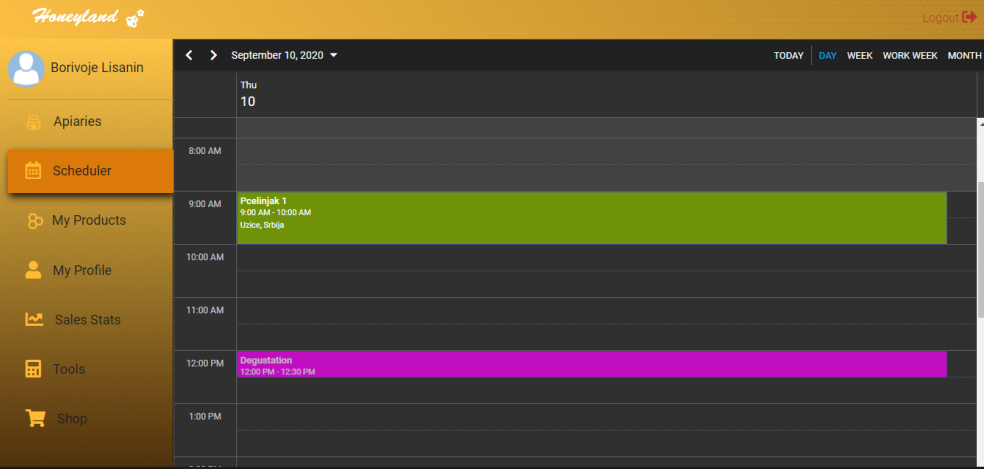 Honeyland
Logout
Borivoje Lisanin
September 10, 2020
TODAY
DAY
WEEK
WORK WEEK
MONTH
Thu
10
Apiaries
Scheduler
My Products
My Profile
Sales Stats
Tools
Shop
8:00 AM
9:00 AM
Pcelinjak 1
9:00 AM - 10:00 AM
Uzice, Srbija
10:00 AM
11:00 AM
12:00 PM
Degustation
12:00 PM - 12:30 PM
1:00 PM